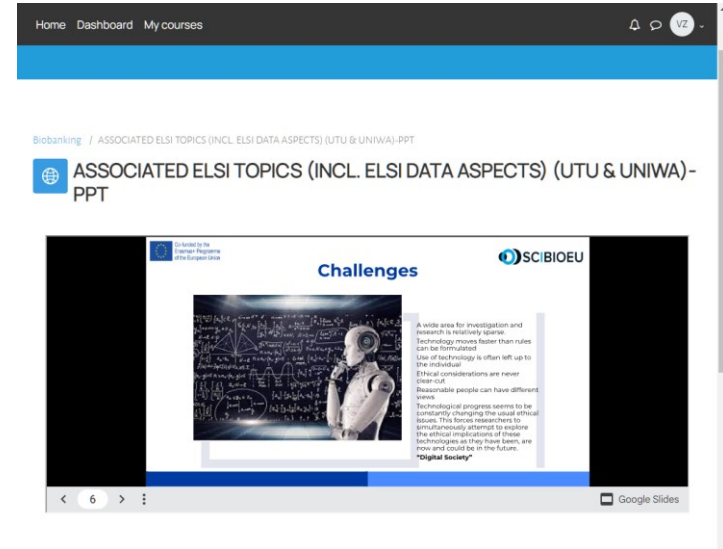 Home Dashboard My courses
VZ
Biobanking / ASSOCIATED ELSI TOPICS (INCL. ELSI DATA ASPECTS) (UTU & UNIWA)-PPT
ASSOCIATED ELSI TOPICS (INCL. ELSI DATA ASPECTS) (UTU & UNIWA)-
PPT
Co-funded by the
Erasmus+ Programme
of the European Union
SCIBIOEU
Challenges
A wide area for investigation and
research is relatively sparse.
Technology moves faster than rules
can be formulated
Use of technology is often left up to
the individual
Ethical considerations are never
clear-cut
Reasonable people can have different
views
Technological progress seems to be
constantly changing the usual ethical
issues. This forces researchers to
simultaneously attempt to explore
the ethical implications of these
technologies as they have been, are
now and could be in the future.
"Digital Society"
6
Google Slides